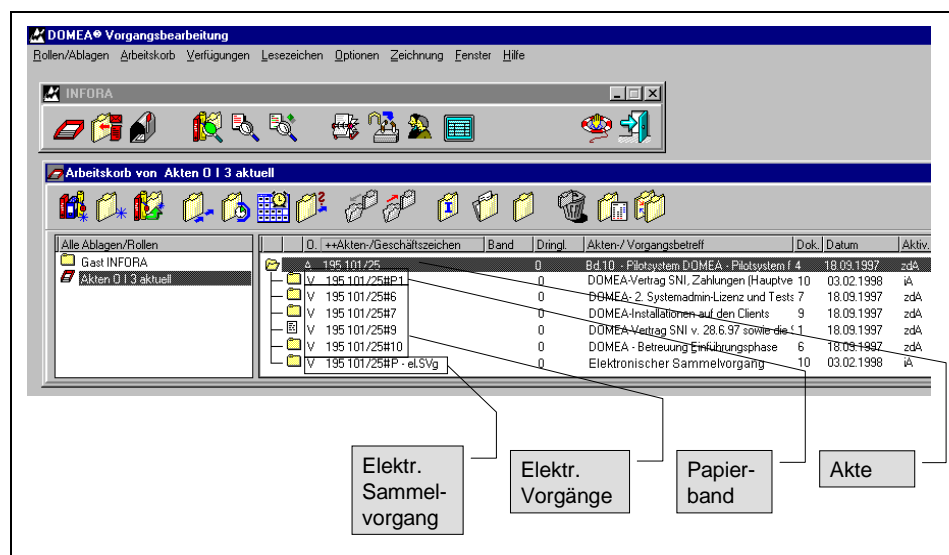 DOMEA® Vorgangsbearbeitung
Rollen/Ablagen Arbeitskorb Verfügungen Lesezeichen Optionen Zeichnung Fenster Hilfe
INFORA
Arbeitskorb von Akten O I 3 aktuell
Alle Ablagen/Rollen
Gast INFORA
Akten O I 3 aktuell
O. ++Akten-/Geschäftszeichen Band Dringl. Akten-/ Vorgangsbetreff Dok. Datum Aktiv.
A 195 101/25 0 Bd.10 - Pilotsystem DOMEA - Pilotsystem f 4 18.09.1997 zdA
V 195 101/25#P1 0 DOMEA-Vertrag SNI, Zahlungen (Hauptve 10 03.02.1998 iA
V 195 101/25#6 0 DOMEA- 2. Systemadmin-Lizenz und Tests 7 18.09.1997 zdA
V 195 101/25#7 0 DOMEA-Installationen auf den Clients 9 18.09.1997 zdA
V 195 101/25#9 0 DOMEA-Vertrag SNI v. 28.6.97 sowie die 1 18.09.1997 zdA
V 195 101/25#10 0 DOMEA - Betreuung Einführungsphase 6 18.09.1997 zdA
V 195 101/25#P - el.SVg 0 Elektronischer Sammelvorgang 10 03.02.1998 iA
Elektr.
Sammel-
vorgang
Elektr.
Vorgänge
Papier-
band
Akte